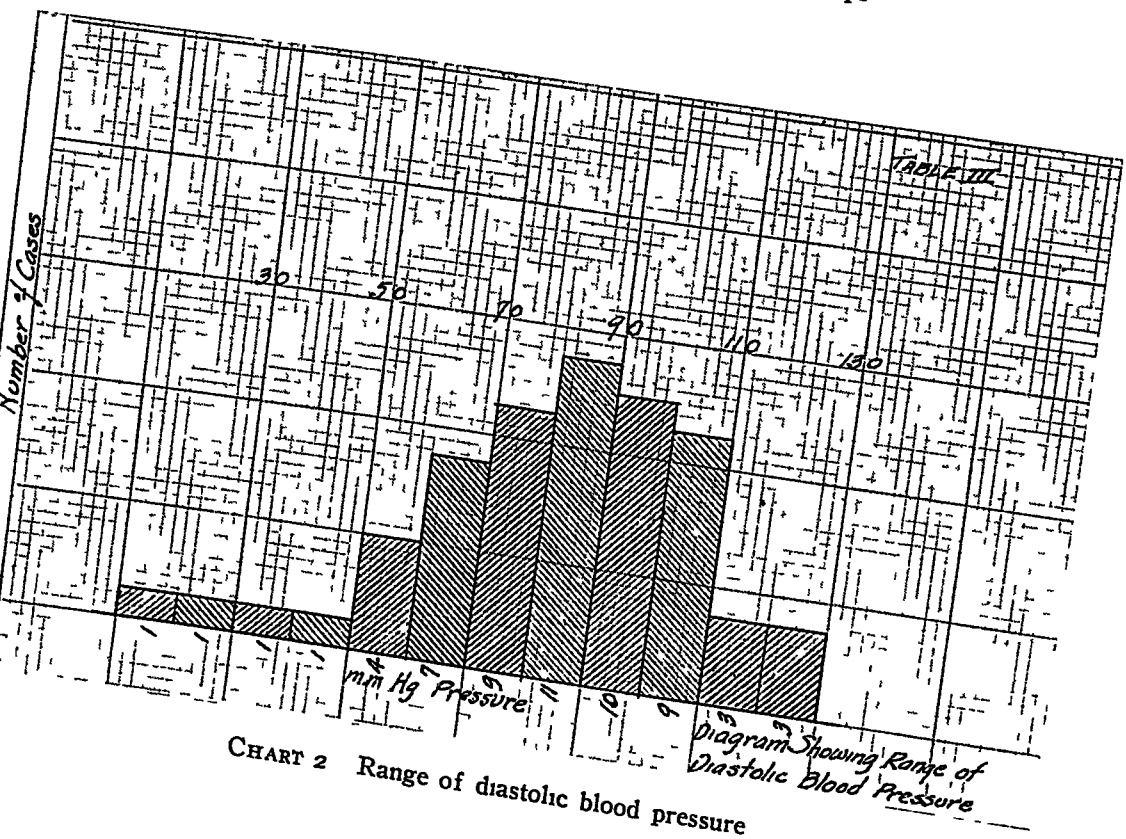 TABLE III
Number of Cases
30 50 70 90 110 130
1 1 1 1 4 7 9 11 10 9 3 3
mm Hg Pressure
Diagram Showing Range of
Diastolic Blood Pressure
CHART 2 Range of diastolic blood pressure